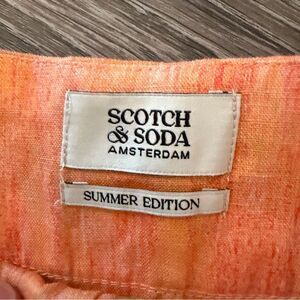 SCOTCH
& SODA
AMSTERDAM
SUMMER EDITION